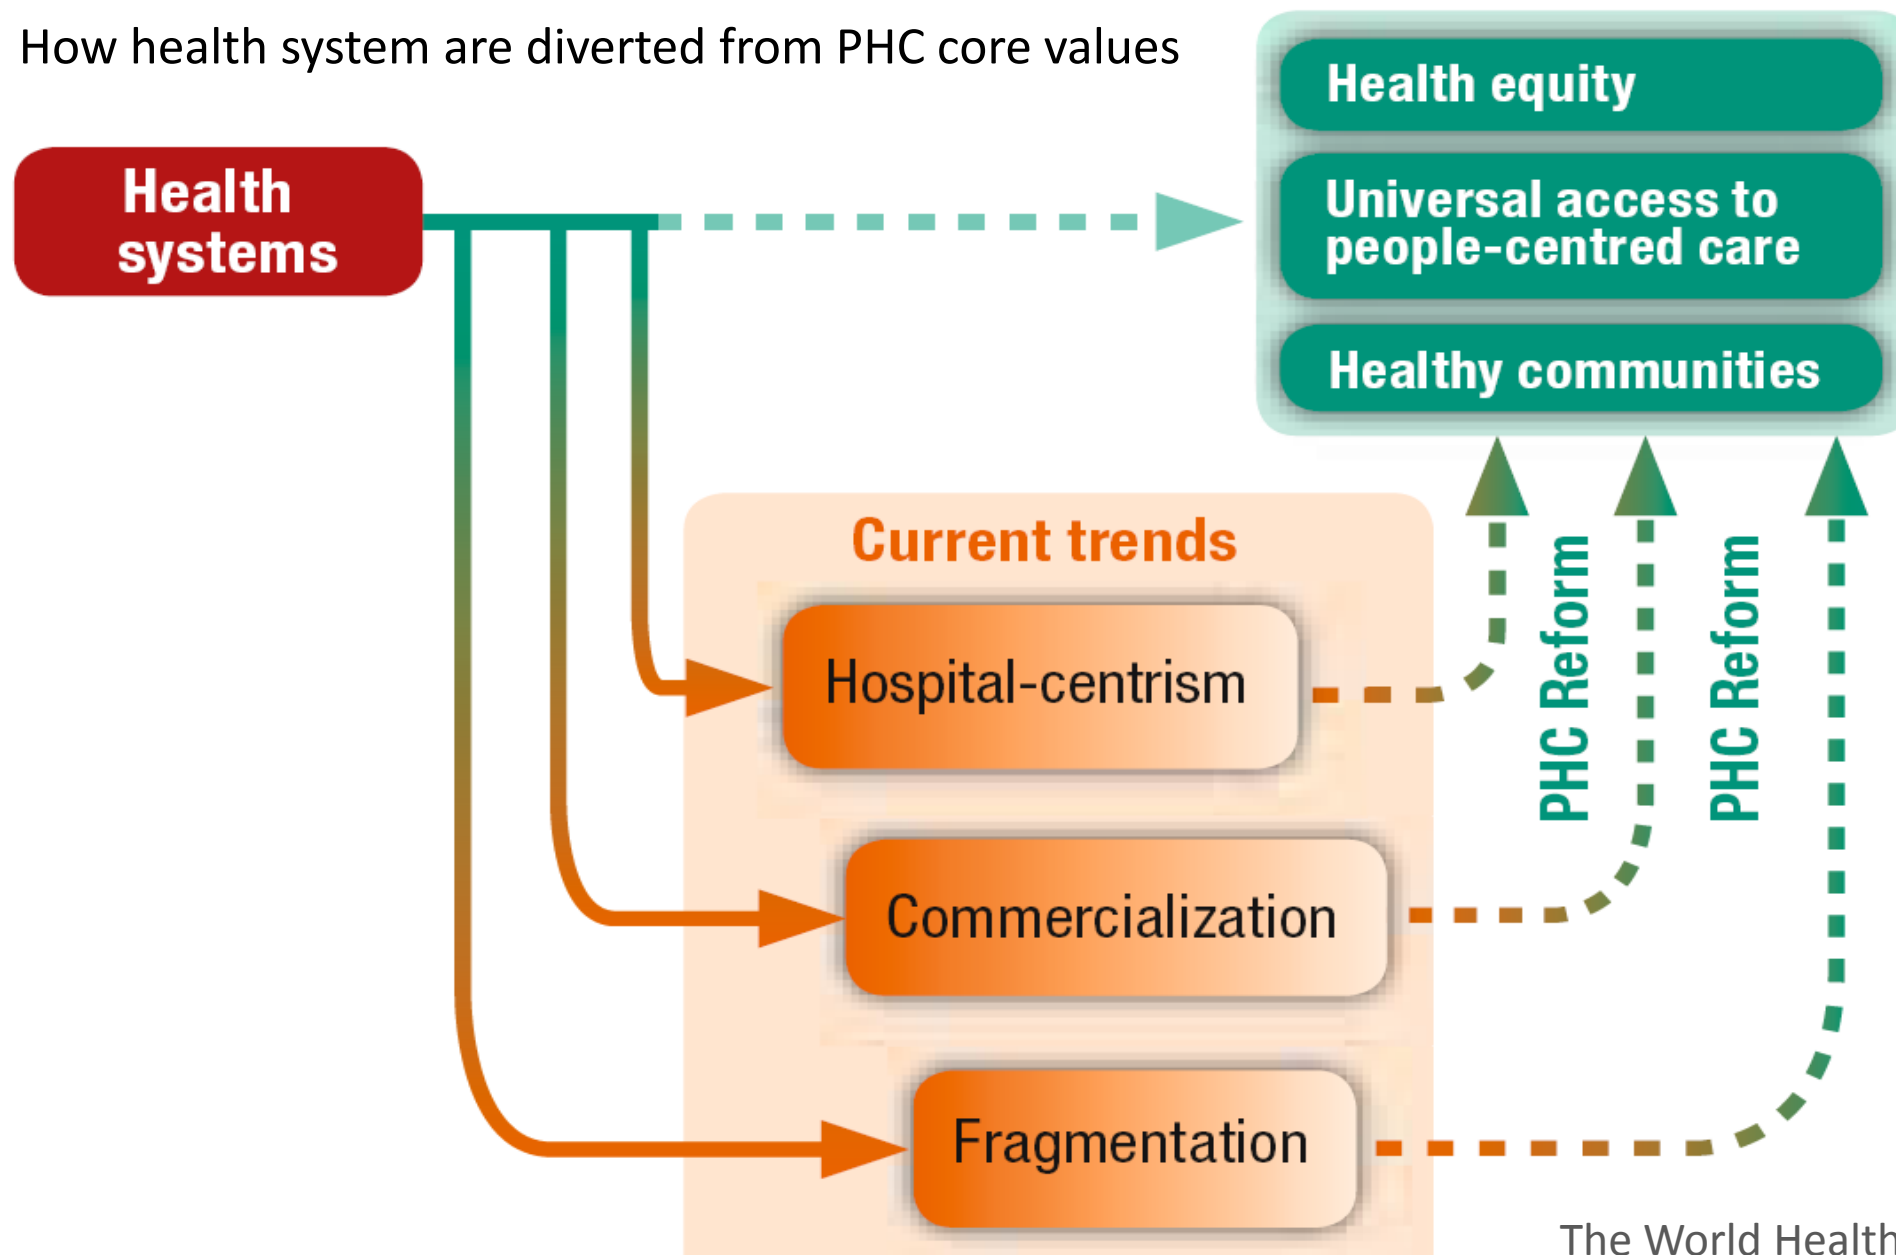 How health system are diverted from PHC core values
Health equity
Health
systems
Universal access to
people-centred care
Healthy communities
Current trends
Hospital-centrism
PHC Reform
PHC Reform
Commercialization
Fragmentation
The World Health